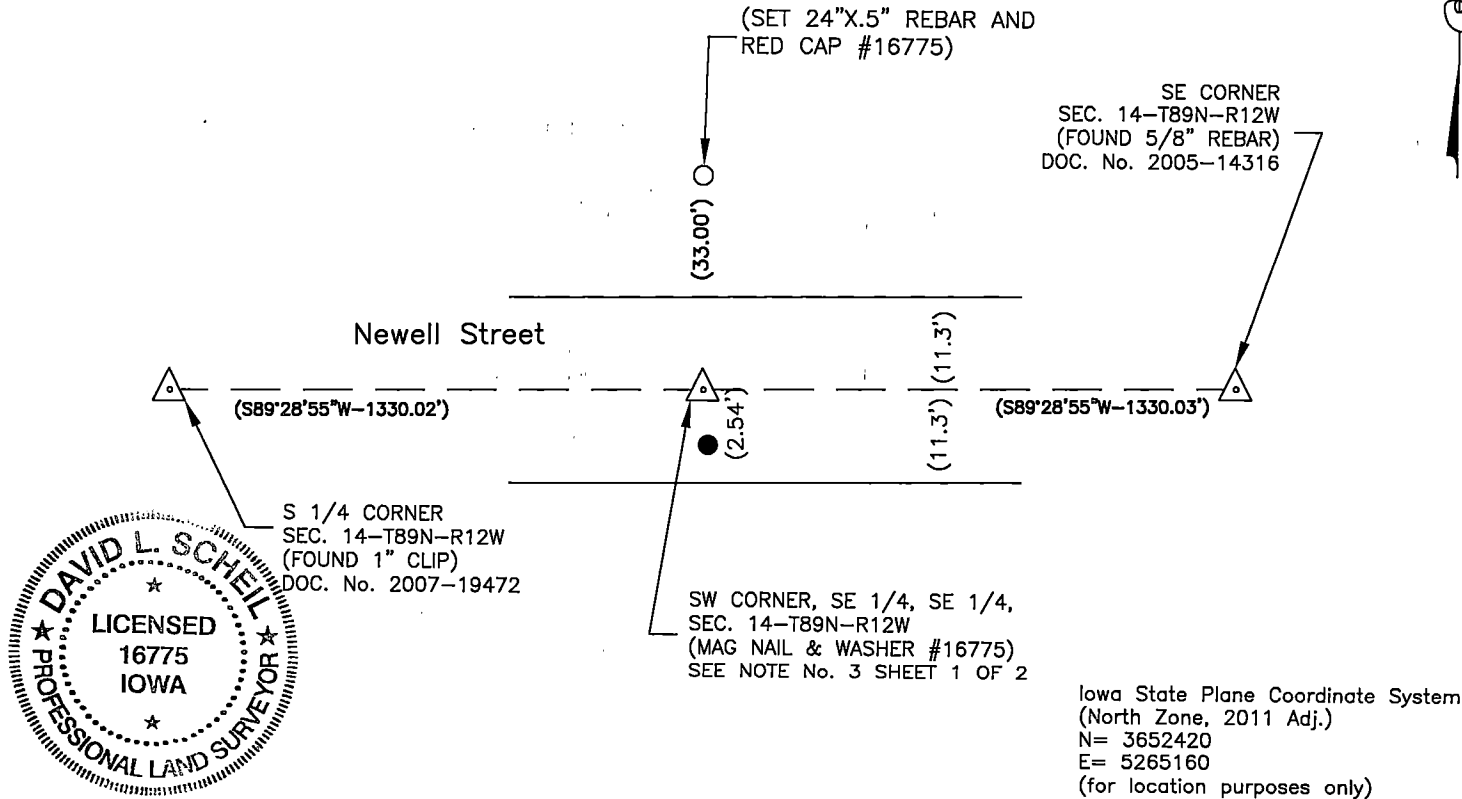 (SET 24"X.5" REBAR AND
RED CAP #16775)
SE CORNER
SEC. 14-T89N-R12W
(FOUND 5/8" REBAR)
DOC. No. 2005-14316
(33.00')
Newell Street
(11.3')
(S89°28'55"W-1330.02')
(S89°28'55"W-1330.03')
(2.54')
(11.3')
S 1/4 CORNER
SEC. 14-T89N-R12W
(FOUND 1" CLIP)
DOC. No. 2007-19472
SW CORNER, SE 1/4, SE 1/4,
SEC. 14-T89N-R12W
(MAG NAIL & WASHER #16775)
SEE NOTE No. 3 SHEET 1 OF 2
DAVID L. SCHEIL
LICENSED
16775
IOWA
PROFESSIONAL LAND SURVEYOR
Iowa State Plane Coordinate System
(North Zone, 2011 Adj.)
N= 3652420
E= 5265160
(for location purposes only)